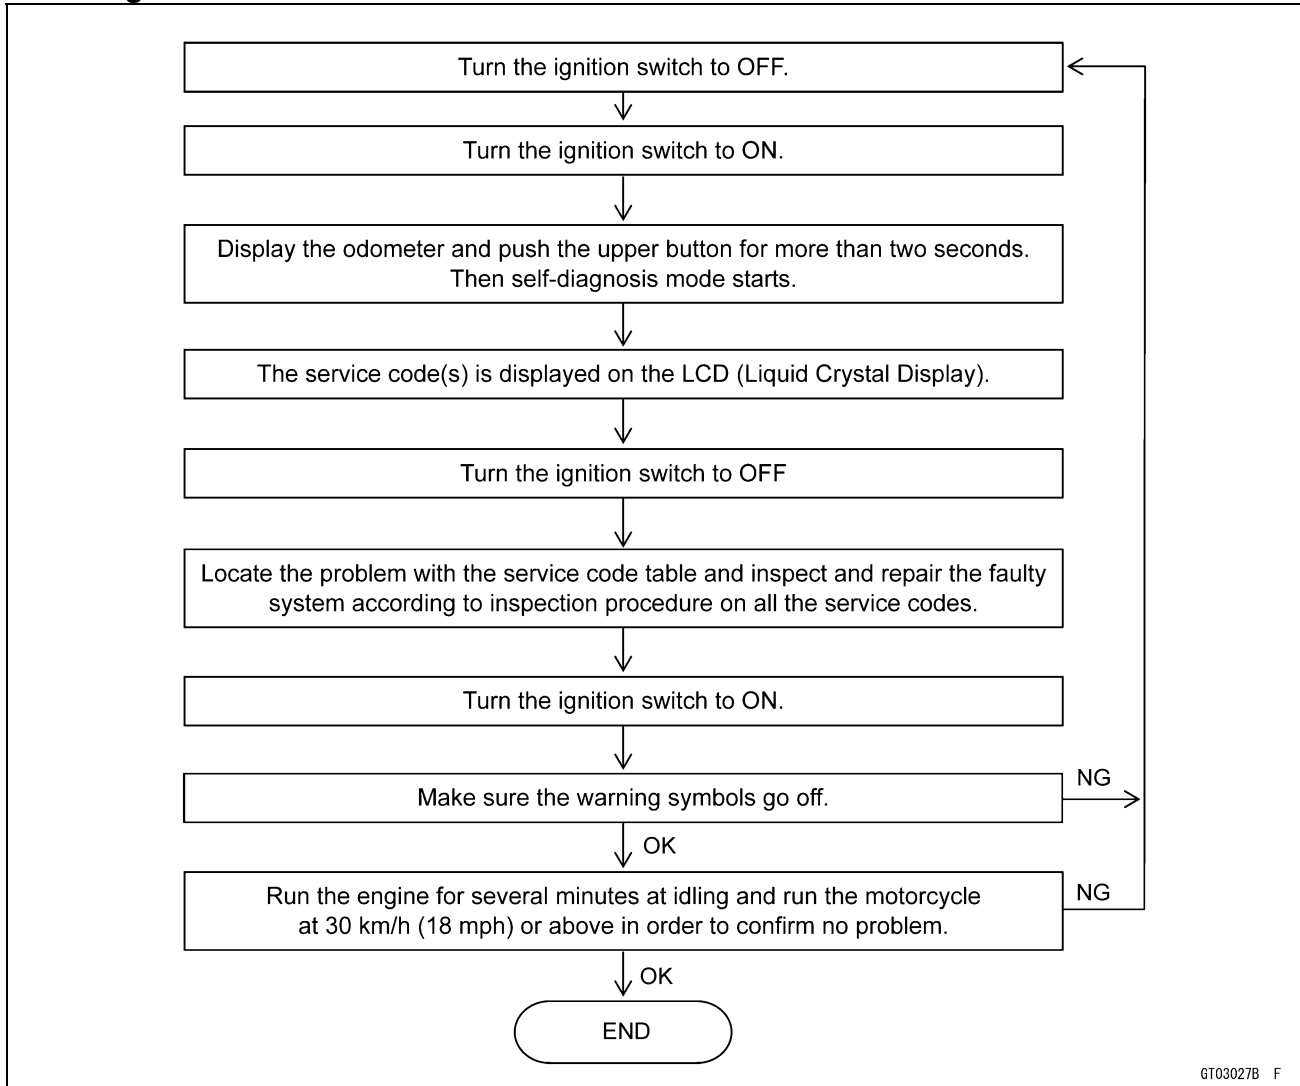 Turn the ignition switch to OFF.
Turn the ignition switch to ON.
Display the odometer and push the upper button for more than two seconds.
Then self-diagnosis mode starts.
The service code(s) is displayed on the LCD (Liquid Crystal Display).
Turn the ignition switch to OFF
Locate the problem with the service code table and inspect and repair the faulty
system according to inspection procedure on all the service codes.
Turn the ignition switch to ON.
Make sure the warning symbols go off.
NG
OK
Run the engine for several minutes at idling and run the motorcycle
at 30 km/h (18 mph) or above in order to confirm no problem.
NG
OK
END
GT03027B F